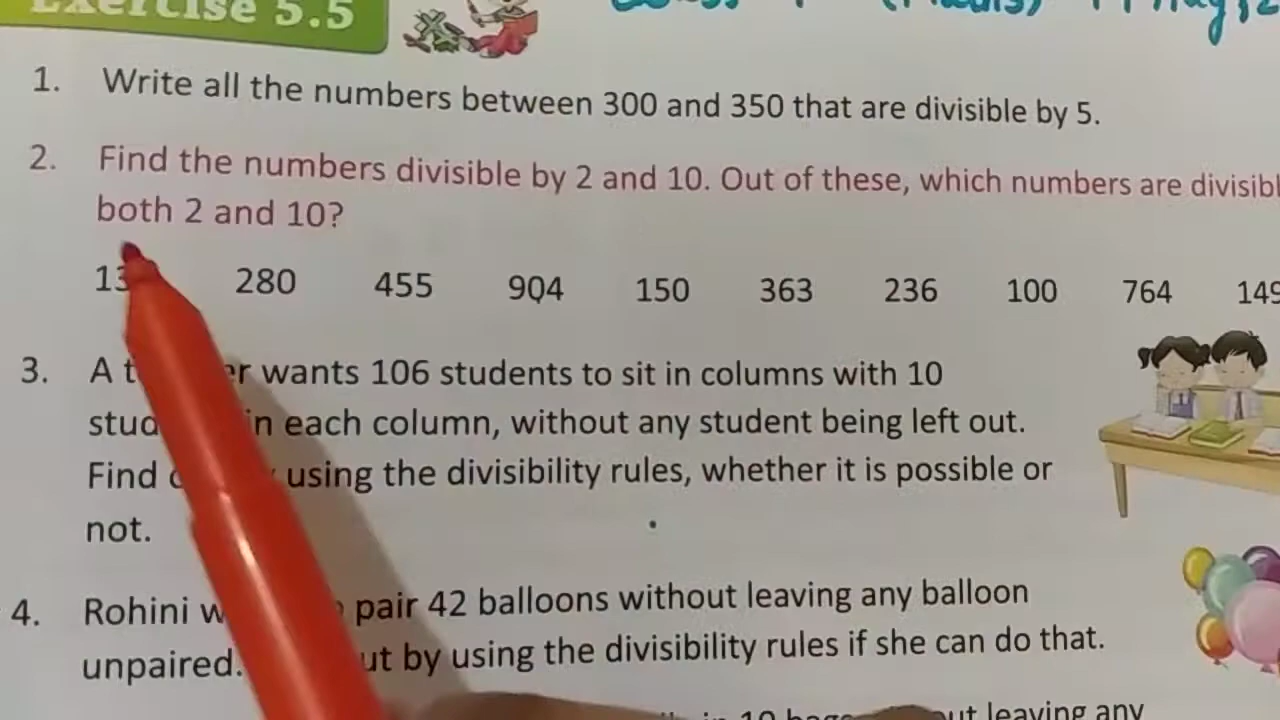 Exercise 5.5
1. Write all the numbers between 300 and 350 that are divisible by 5.
2. Find the numbers divisible by 2 and 10. Out of these, which numbers are
both 2 and 10?
280 455 904 150 363 236 100 764
3. A wants 106 students to sit in columns with 10
in each column, without any student being left out.
Find using the divisibility rules, whether it is possible or
not.
4. Rohini pair 42 balloons without leaving any balloon
unpaired. by using the divisibility rules if she can do that.
10 leaving any